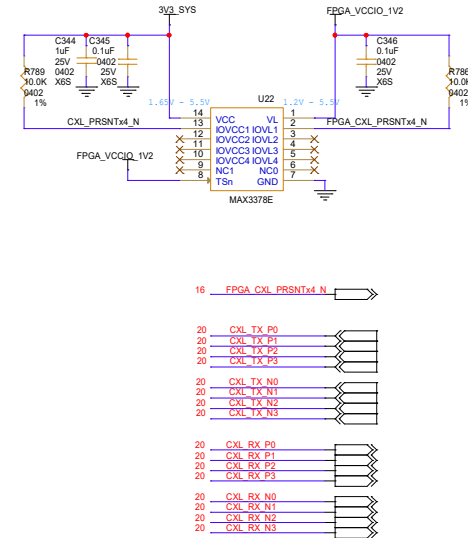 3V3_SYS
FPGA_VCCIO_1V2
C344 C345
1uF 0.1uF
25V 0402
0402 25V
X6S X6S
R789
10.0K
0402
1%
C346
0.1uF
0402
25V
X6S
R786
10.0K
0402
1%
1.65V - 5.5V
U22
1.2V - 5.5V
CXL_PRSNTx4_N
FPGA_CXL_PRSNTx4_N
FPGA_VCCIO_1V2
14 VCC VL 1
13 IOVCC1 IOVL1 2
12 IOVCC2 IOVL2 3
11 IOVCC3 IOVL3 4
10 IOVCC4 IOVL4 5
9 NC1 NC0 6
8 TSn GND 7
MAX3378E
16 FPGA_CXL_PRSNTx4_N
20 CXL_TX_P0
20 CXL_TX_P1
20 CXL_TX_P2
20 CXL_TX_P3
20 CXL_TX_N0
20 CXL_TX_N1
20 CXL_TX_N2
20 CXL_TX_N3
20 CXL_RX_P0
20 CXL_RX_P1
20 CXL_RX_P2
20 CXL_RX_P3
20 CXL_RX_N0
20 CXL_RX_N1
20 CXL_RX_N2
20 CXL_RX_N3